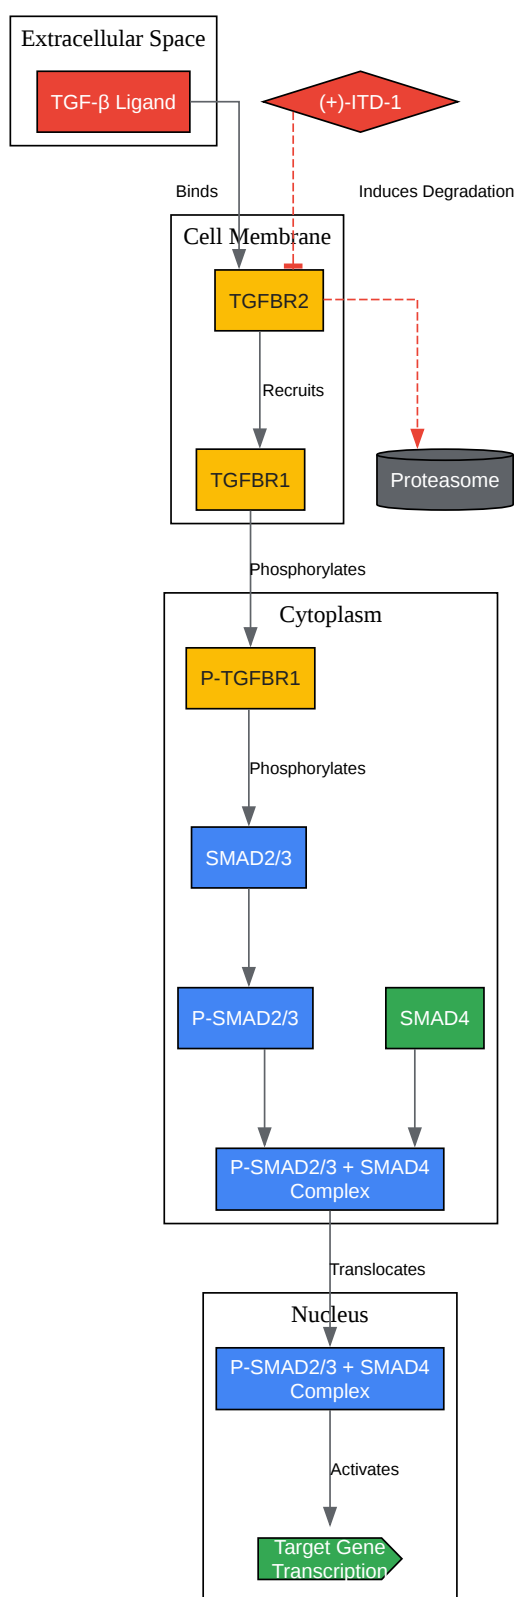 Extracellular Space
TGF-β Ligand
(+)-ITD-1
Binds
Induces Degradation
Cell Membrane
TGFBR2
Recruits
TGFBR1
Proteasome
Phosphorylates
Cytoplasm
P-TGFBR1
Phosphorylates
SMAD2/3
P-SMAD2/3
SMAD4
P-SMAD2/3 + SMAD4
Complex
Translocates
Nucleus
P-SMAD2/3 + SMAD4
Complex
Activates
Target Gene
Transcription